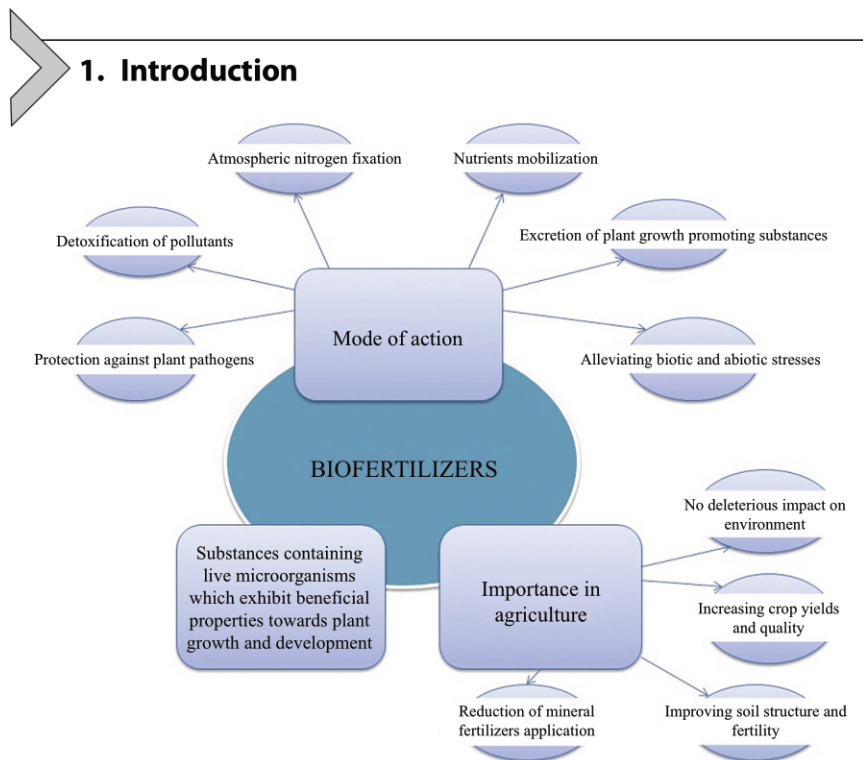 1. Introduction
Atmospheric nitrogen fixation
Nutrients mobilization
Detoxification of pollutants
Excretion of plant growth promoting substances
Mode of action
Protection against plant pathogens
Alleviating biotic and abiotic stresses
BIOFERTILIZERS
Substances containing
live microorganisms
which exhibit beneficial
properties towards plant
growth and development
Importance in
agriculture
No deleterious impact on
environment
Increasing crop yields
and quality
Reduction of mineral
fertilizers application
Improving soil structure and
fertility